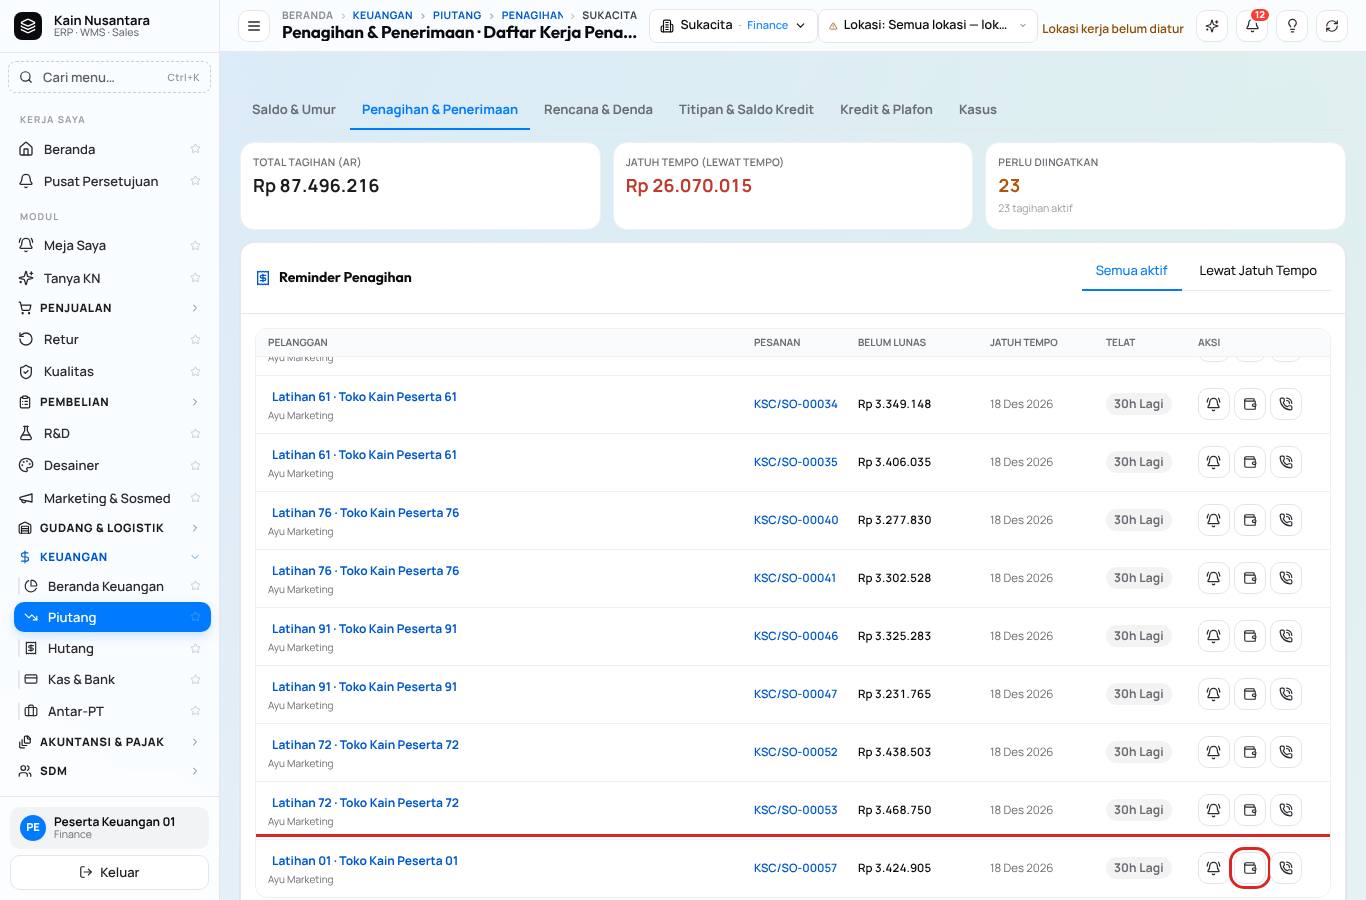 Kain Nusantara
ERP · WMS · Sales
Cari menu... Ctrl+K
KERJA SAYA
Beranda
Pusat Persetujuan
MODUL
Meja Saya
Tanya KN
PENJUALAN
Retur
Kualitas
PEMBELIAN
R&D
Desainer
Marketing & Sosmed
GUDANG & LOGISTIK
KEUANGAN
Beranda Keuangan
Piutang
Hutang
Kas & Bank
Antar-PT
AKUNTANSI & PAJAK
SDM
PE Peserta Keuangan 01
Finance
Keluar
BERANDA > KEUANGAN > PIUTANG > PENAGIHAN > SUKACITA
Penagihan & Penerimaan · Daftar Kerja Pena...
Sukacita · Finance
Lokasi: Semua lokasi — lok...
Lokasi kerja belum diatur
12
Saldo & Umur Penagihan & Penerimaan Rencana & Denda Titipan & Saldo Kredit Kredit & Plafon Kasus
TOTAL TAGIHAN (AR)
Rp 87.496.216
JATUH TEMPO (LEWAT TEMPO)
Rp 26.070.015
PERLU DIINGATKAN
23
23 tagihan aktif
Reminder Penagihan
Semua aktif Lewat Jatuh Tempo
PELANGGAN PESANAN BELUM LUNAS JATUH TEMPO TELAT AKSI
Ayu Marketing
Latihan 61 · Toko Kain Peserta 61 KSC/SO-00034 Rp 3.349.148 18 Des 2026 30h Lagi
Ayu Marketing
Latihan 61 · Toko Kain Peserta 61 KSC/SO-00035 Rp 3.406.035 18 Des 2026 30h Lagi
Ayu Marketing
Latihan 76 · Toko Kain Peserta 76 KSC/SO-00040 Rp 3.277.830 18 Des 2026 30h Lagi
Ayu Marketing
Latihan 76 · Toko Kain Peserta 76 KSC/SO-00041 Rp 3.302.528 18 Des 2026 30h Lagi
Ayu Marketing
Latihan 91 · Toko Kain Peserta 91 KSC/SO-00046 Rp 3.325.283 18 Des 2026 30h Lagi
Ayu Marketing
Latihan 91 · Toko Kain Peserta 91 KSC/SO-00047 Rp 3.231.765 18 Des 2026 30h Lagi
Ayu Marketing
Latihan 72 · Toko Kain Peserta 72 KSC/SO-00052 Rp 3.438.503 18 Des 2026 30h Lagi
Ayu Marketing
Latihan 72 · Toko Kain Peserta 72 KSC/SO-00053 Rp 3.468.750 18 Des 2026 30h Lagi
Ayu Marketing
Latihan 01 · Toko Kain Peserta 01 KSC/SO-00057 Rp 3.424.905 18 Des 2026 30h Lagi
Ayu Marketing